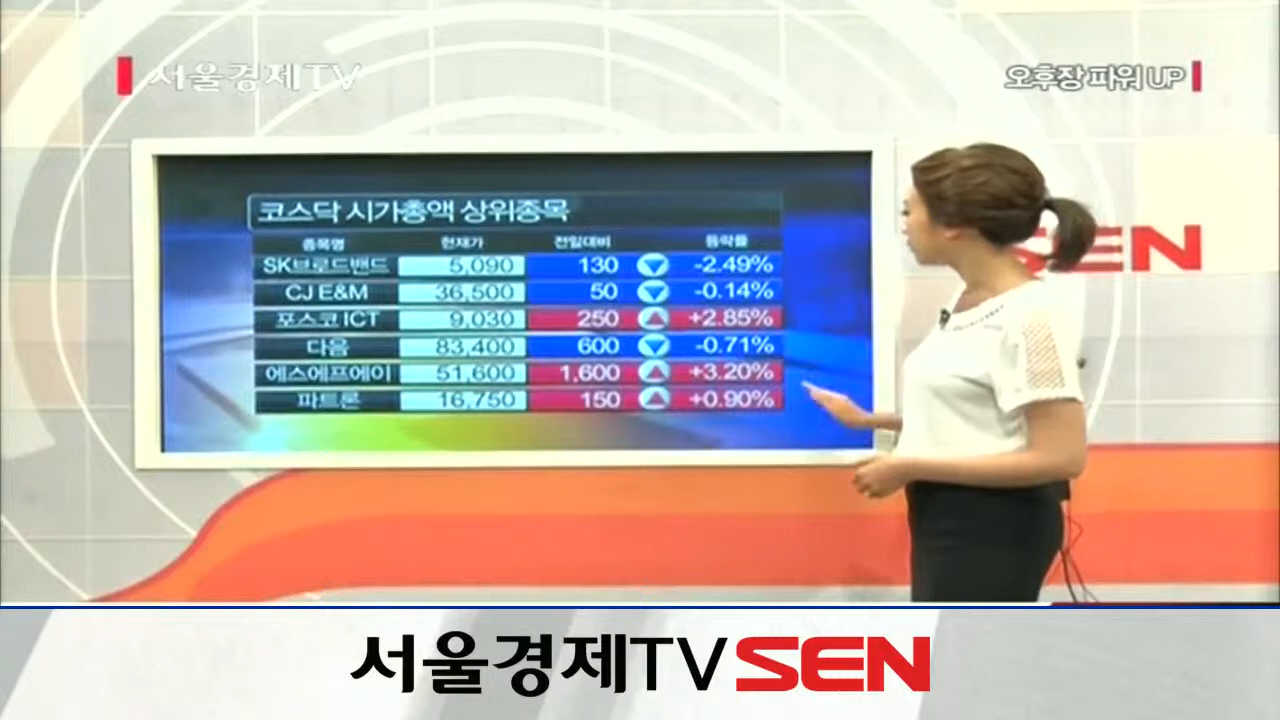 서울경제TV
오후장 파워 UP
코스닥 시가총액 상위종목
종목명 현재가 전일대비 등락률
SK브로드밴드 5,090 130 ▼ -2.49%
CJ E&M 36,500 50 ▼ -0.14%
포스코 ICT 9,030 250 ▲ +2.85%
다음 83,400 600 ▼ -0.71%
에스에프에이 51,600 1,600 ▲ +3.20%
파트론 16,750 150 ▲ +0.90%
SEN
서울경제TV SEN